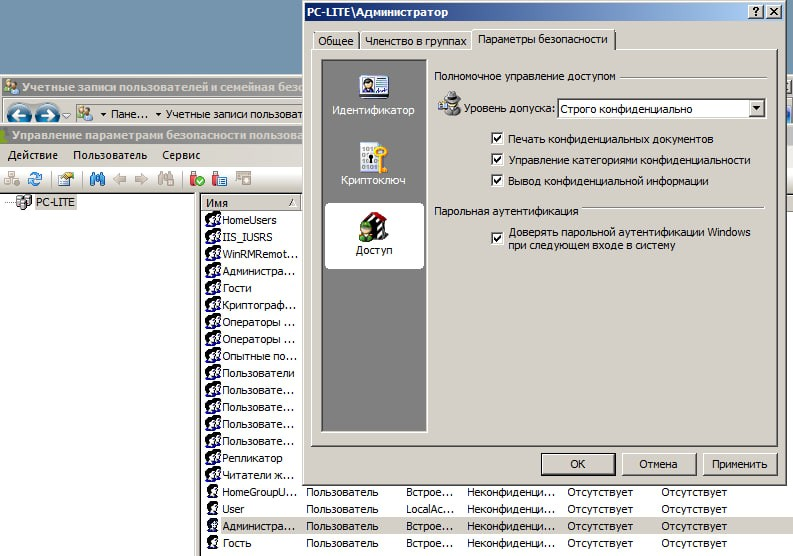 PC-LITE\Администратор
Общее Членство в группах Параметры безопасности
Идентификатор
Криптоключ
Доступ
Полномочное управление доступом
Уровень допуска: Строго конфиденциально
Печать конфиденциальных документов
Управление категориями конфиденциальности
Вывод конфиденциальной информации
Парольная аутентификация
Доверять парольной аутентификации Windows
при следующем входе в систему
OK Отмена Применить
Учетные записи пользователей и семейная без
Пане... Учетные записи пользоват
Управление параметрами безопасности пользова
Действие Пользователь Сервис
PC-LITE
Имя
HomeUsers
IIS_IUSRS
WinRMRemot...
Администра...
Гости
Криптограф...
Операторы ...
Операторы ...
Опытные по...
Пользователи
Пользовате...
Пользовате...
Пользовате...
Пользовате...
Репликатор
Читатели ж...
HomeGroupU... Пользователь Встрое... Неконфиденци... Отсутствует Отсутствует
User Пользователь LocalAc... Неконфиденци... Отсутствует Отсутствует
Администра... Пользователь Встрое... Неконфиденци... Отсутствует Отсутствует
Гость Пользователь Встрое... Неконфиденци... Отсутствует Отсутствует